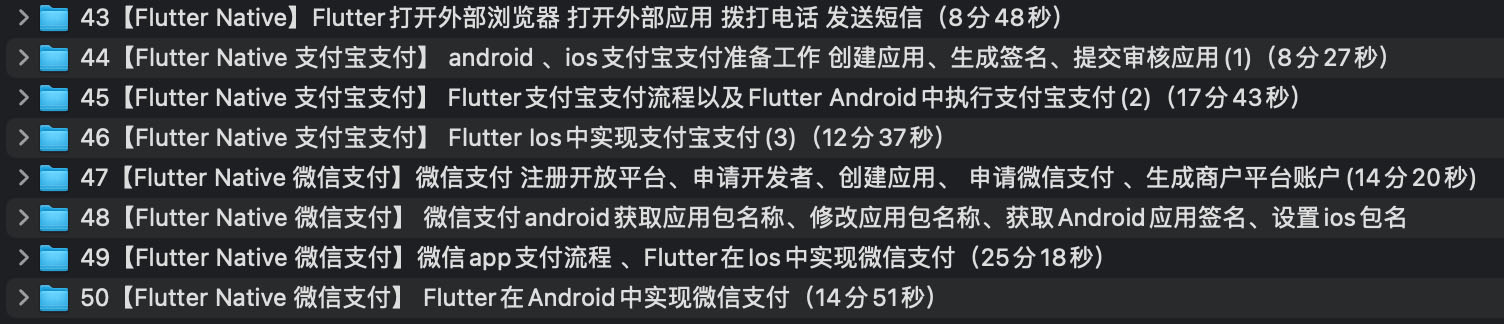 43【Flutter Native】Flutter打开外部浏览器 打开外部应用 拨打电话 发送短信（8分48秒）
44【Flutter Native 支付宝支付】 android 、ios支付宝支付准备工作 创建应用、生成签名、提交审核应用(1)（8分27秒）
45【Flutter Native 支付宝支付】 Flutter支付宝支付流程以及Flutter Android中执行支付宝支付(2)（17分43秒）
46【Flutter Native 支付宝支付】 Flutter Ios中实现支付宝支付(3)（12分37秒）
47【Flutter Native 微信支付】微信支付 注册开放平台、申请开发者、创建应用、 申请微信支付 、生成商户平台账户(14分20秒)
48【Flutter Native 微信支付】 微信支付android获取应用包名称、修改应用包名称、获取Android应用签名、设置ios包名
49【Flutter Native 微信支付】微信app支付流程 、Flutter在Ios中实现微信支付（25分18秒）
50【Flutter Native 微信支付】 Flutter在Android中实现微信支付（14分51秒）